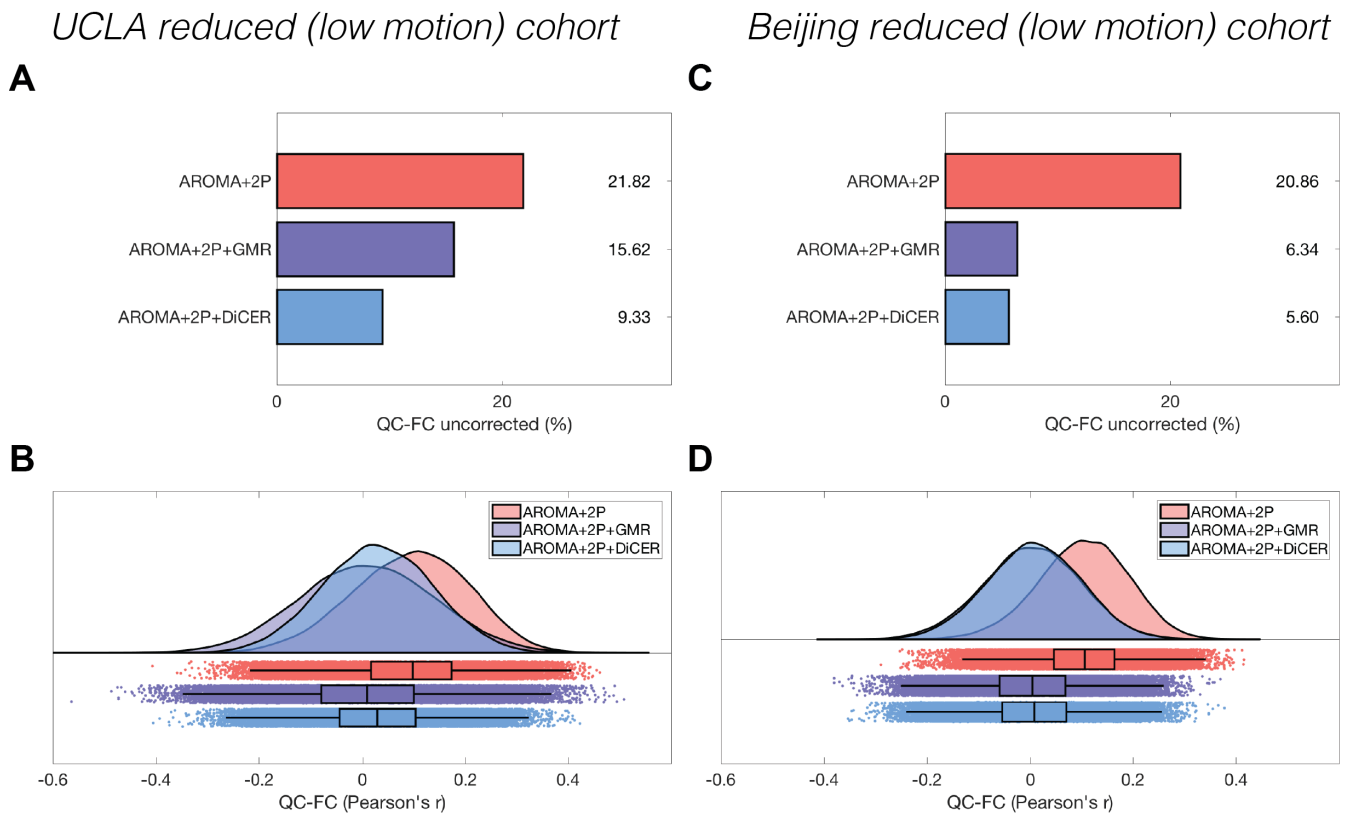 UCLA reduced (low motion) cohort
Beijing reduced (low motion) cohort
A
AROMA+2P
21.82
AROMA+2P+GMR
15.62
AROMA+2P+DiCER
9.33
0
20
QC-FC uncorrected (%)
C
AROMA+2P
20.86
AROMA+2P+GMR
6.34
AROMA+2P+DiCER
5.60
0
20
QC-FC uncorrected (%)
B
AROMA+2P
AROMA+2P+GMR
AROMA+2P+DiCER
-0.6
-0.4
-0.2
0
0.2
0.4
QC-FC (Pearson's r)
D
AROMA+2P
AROMA+2P+GMR
AROMA+2P+DiCER
-0.6
-0.4
-0.2
0
0.2
0.4
QC-FC (Pearson's r)